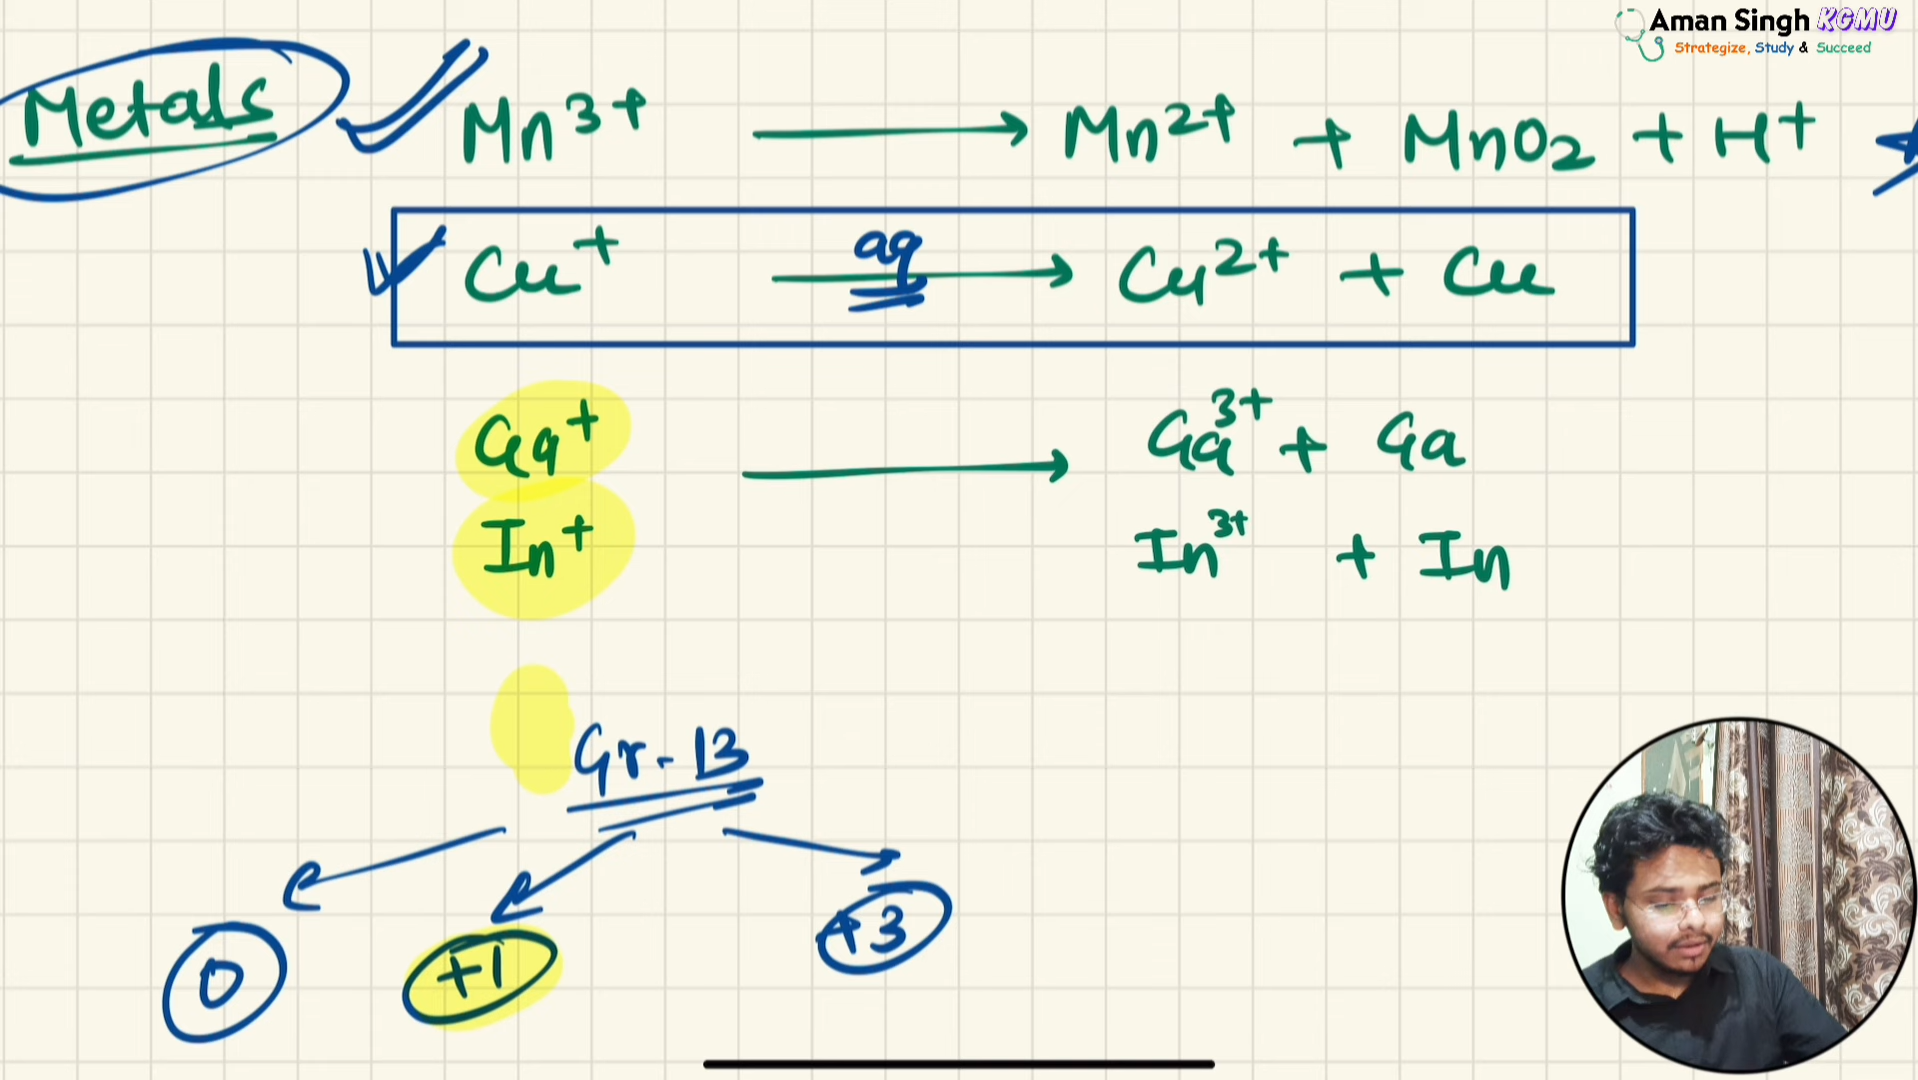 Aman Singh KGMU
Strategize, Study & Succeed
Metals Mn³⁺ → Mn²⁺ + MnO₂ + H⁺
Cu⁺ aq → Cu²⁺ + Cu
Ga⁺ → Ga³⁺ + Ga
In⁺ In³⁺ + In
Gr-13
0 +1 +3